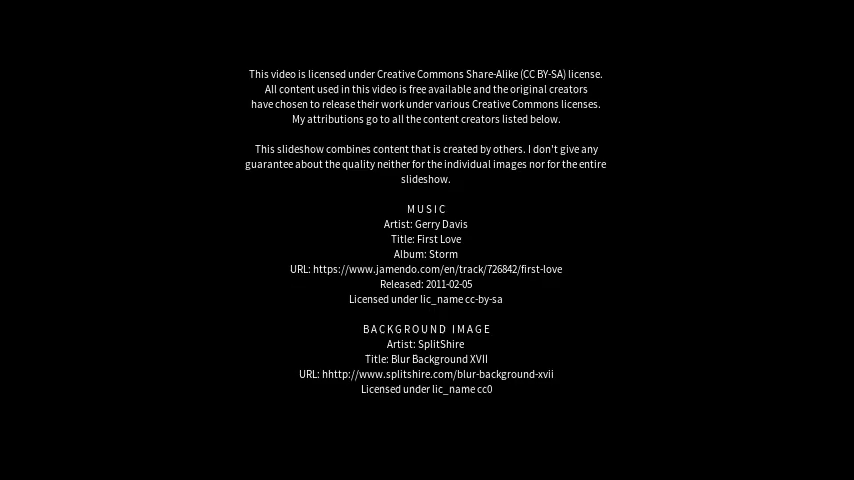 This video is licensed under Creative Commons Share-Alike (CC BY-SA) license.
All content used in this video is free available and the original creators
have chosen to release their work under various Creative Commons licenses.
My attributions go to all the content creators listed below.
This slideshow combines content that is created by others. I don't give any
guarantee about the quality neither for the individual images nor for the entire
slideshow.
MUSIC
Artist: Gerry Davis
Title: First Love
Album: Storm
URL: https://www.jamendo.com/en/track/726842/first-love
Released: 2011-02-05
Licensed under lic_name cc-by-sa
BACKGROUND IMAGE
Artist: SplitShire
Title: Blur Background XVII
URL: hhttp://www.splitshire.com/blur-background-xvii
Licensed under lic_name cc0